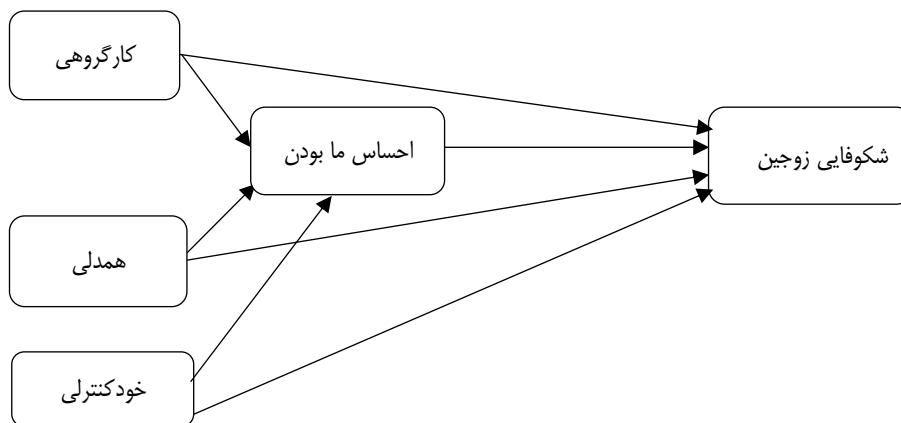 کارگروهی
احساس ما بودن
شکوفایی زوجین
همدلی
خودکنترلی